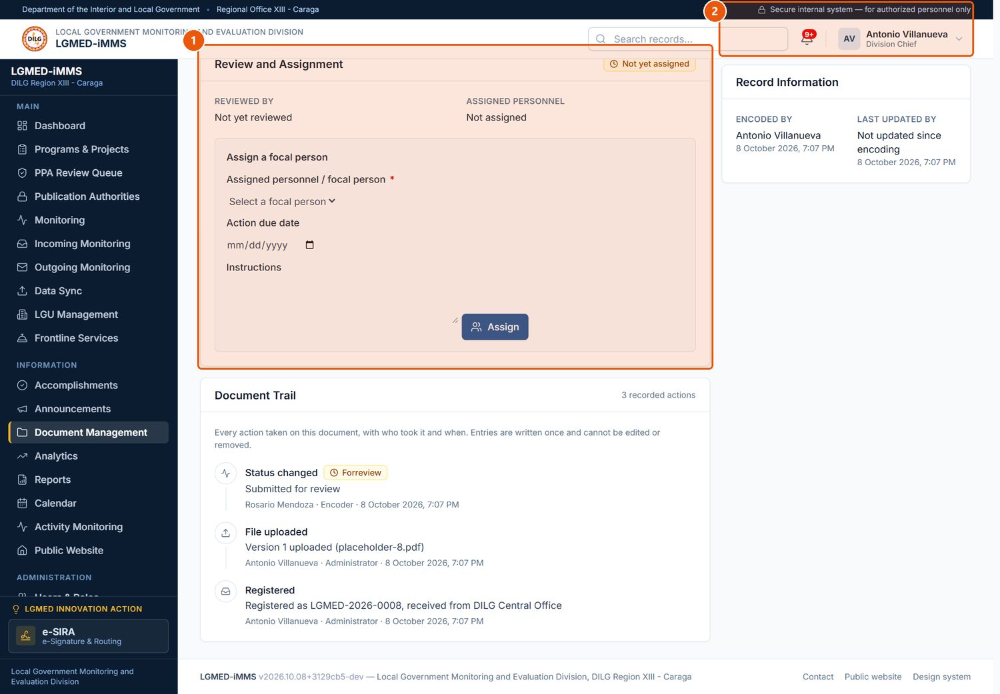 Department of the Interior and Local Government • Regional Office XIII - Caraga
2
Secure internal system — for authorized personnel only
DILG
LOCAL GOVERNMENT MONITORIN ND EVALUATION DIVISION
LGMED-iMMS
1
Search records...
9+
AV
Antonio Villanueva
Division Chief
LGMED-iMMS
DILG Region XIII - Caraga
MAIN
Dashboard
Programs & Projects
PPA Review Queue
Publication Authorities
Monitoring
Incoming Monitoring
Outgoing Monitoring
Data Sync
LGU Management
Frontline Services
INFORMATION
Accomplishments
Announcements
Document Management
Analytics
Reports
Calendar
Activity Monitoring
Public Website
ADMINISTRATION
Users & Roles
LGMED INNOVATION ACTION
e-SIRA
e-Signature & Routing
Local Government Monitoring and
Evaluation Division
Review and Assignment
Not yet assigned
REVIEWED BY
Not yet reviewed
ASSIGNED PERSONNEL
Not assigned
Assign a focal person
Assigned personnel / focal person *
Select a focal person
Action due date
mm/dd/yyyy
Instructions
Assign
Document Trail
3 recorded actions
Every action taken on this document, with who took it and when. Entries are written once and cannot be edited or
removed.
Status changed Forreview
Submitted for review
Rosario Mendoza · Encoder · 8 October 2026, 7:07 PM
File uploaded
Version 1 uploaded (placeholder-8.pdf)
Antonio Villanueva · Administrator · 8 October 2026, 7:07 PM
Registered
Registered as LGMED-2026-0008, received from DILG Central Office
Antonio Villanueva · Administrator · 8 October 2026, 7:07 PM
Record Information
ENCODED BY
Antonio Villanueva
8 October 2026, 7:07 PM
LAST UPDATED BY
Not updated since
encoding
8 October 2026, 7:07 PM
LGMED-iMMS v2026.10.08+3129cb5-dev — Local Government Monitoring and Evaluation Division, DILG Region XIII - Caraga
Contact Public website Design system